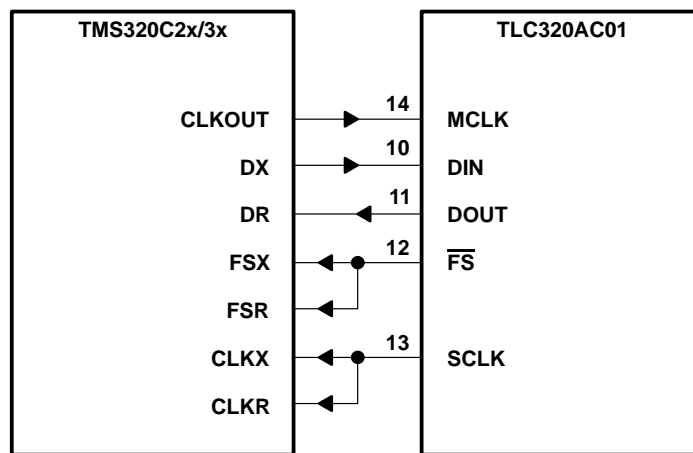 TMS320C2x/3x
TLC320AC01
CLKOUT 14 MCLK
DX 10 DIN
DR 11 DOUT
FSX 12 F̅S̅
FSR
CLKX 13 SCLK
CLKR